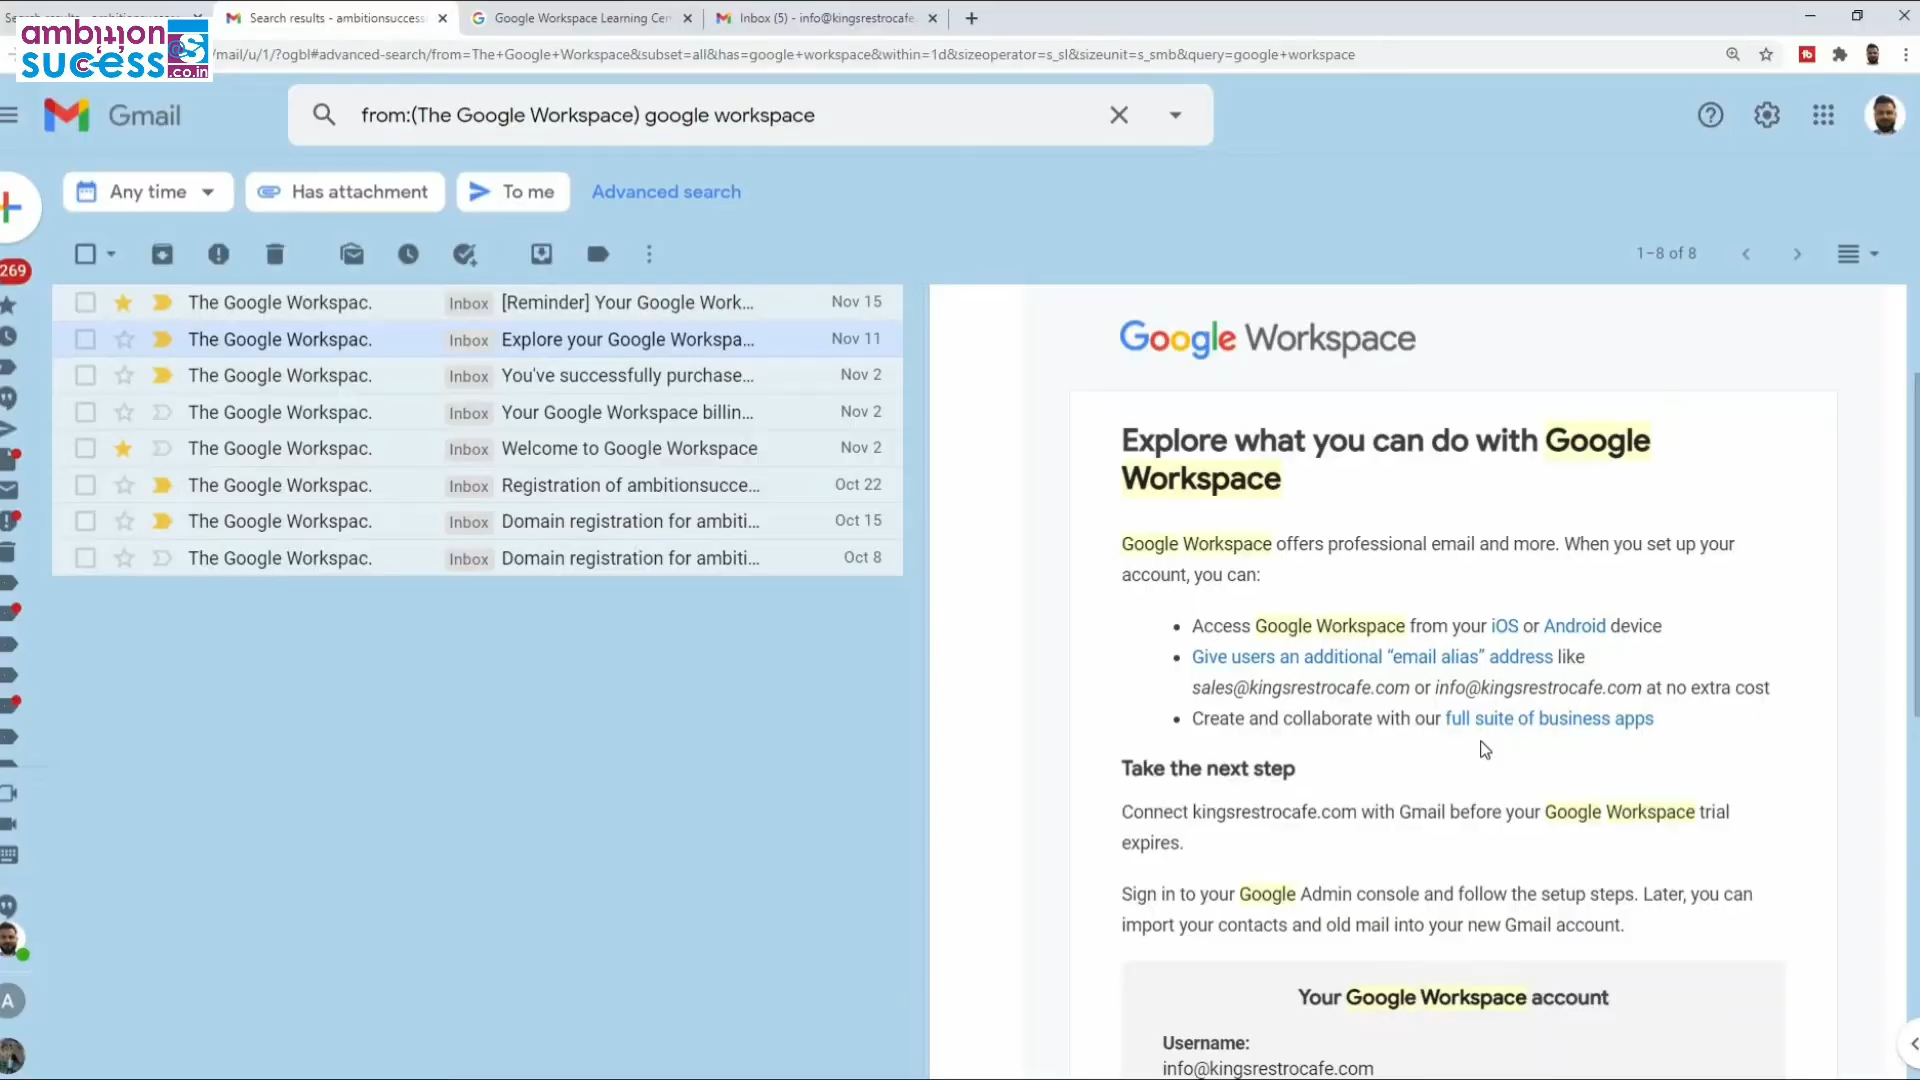 Search results - ambitionsuccess
Google Workspace Learning Cen
Inbox (5) - info@kingsrestrocafe.
ambition
sucess
.co.in
/mail/u/1/?ogbl#advanced-search/from=The+Google+Workspace&subset=all&has=google+workspace&within=1d&sizeoperator=s_sl&sizeunit=s_smb&query=google+workspace
Gmail
from:(The Google Workspace) google workspace
Any time
Has attachment
To me
Advanced search
1–8 of 8
269
The Google Workspac. Inbox [Reminder] Your Google Work... Nov 15
The Google Workspac. Inbox Explore your Google Workspa... Nov 11
The Google Workspac. Inbox You've successfully purchase... Nov 2
The Google Workspac. Inbox Your Google Workspace billin... Nov 2
The Google Workspac. Inbox Welcome to Google Workspace Nov 2
The Google Workspac. Inbox Registration of ambitionsucce... Oct 22
The Google Workspac. Inbox Domain registration for ambiti... Oct 15
The Google Workspac. Inbox Domain registration for ambiti... Oct 8
A
Google Workspace
Explore what you can do with Google
Workspace
Google Workspace offers professional email and more. When you set up your
account, you can:
• Access Google Workspace from your iOS or Android device
• Give users an additional “email alias” address like
sales@kingsrestrocafe.com or info@kingsrestrocafe.com at no extra cost
• Create and collaborate with our full suite of business apps
Take the next step
Connect kingsrestrocafe.com with Gmail before your Google Workspace trial
expires.
Sign in to your Google Admin console and follow the setup steps. Later, you can
import your contacts and old mail into your new Gmail account.
Your Google Workspace account
Username:
info@kingsrestrocafe.com